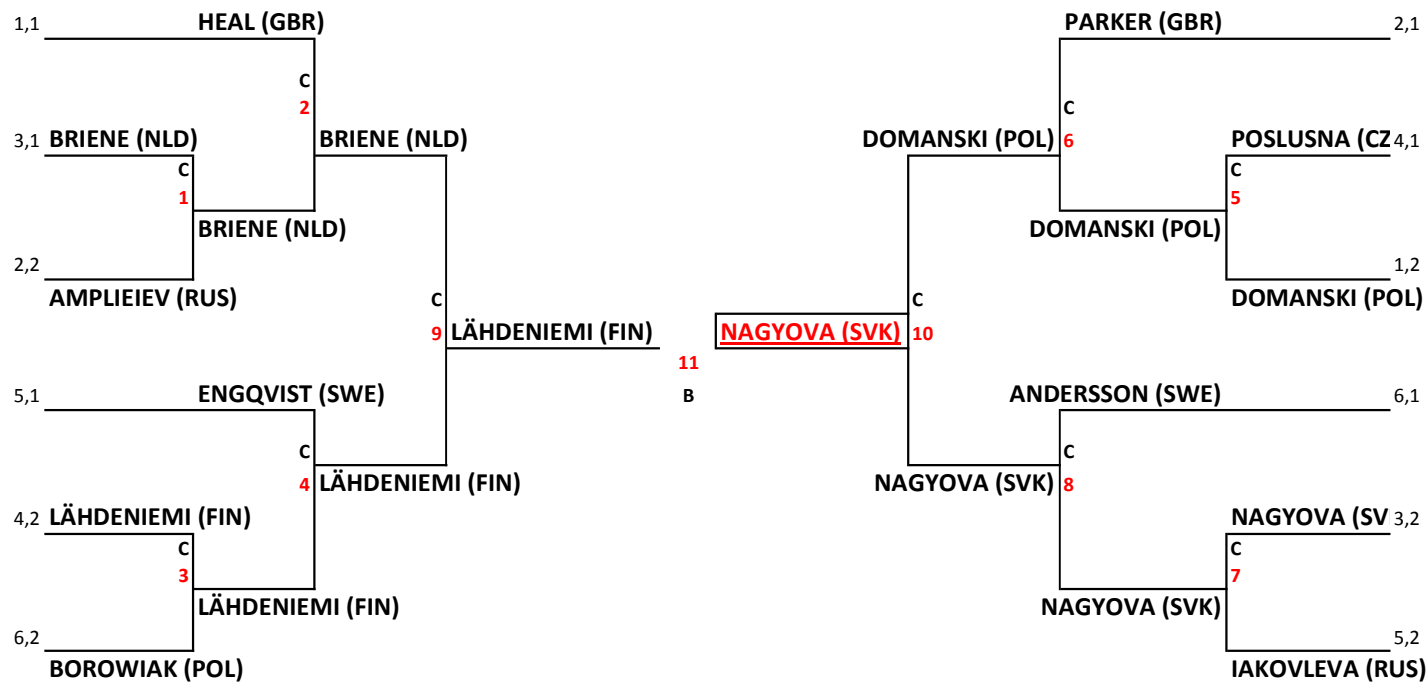 1,1 HEAL (GBR) PARKER (GBR) 2,1
C C
2 6
3,1 BRIENE (NLD) BRIENE (NLD) DOMANSKI (POL) POSLUSNA (CZ 4,1
C C
1 5
BRIENE (NLD) DOMANSKI (POL)
2,2 1,2
AMPLIEIEV (RUS) DOMANSKI (POL)
C C
9 LÄHDENIEMI (FIN) NAGYOVA (SVK) 10
11
5,1 ENGQVIST (SWE) B ANDERSSON (SWE) 6,1
C C
4 LÄHDENIEMI (FIN) NAGYOVA (SVK) 8
4,2 LÄHDENIEMI (FIN) NAGYOVA (SV 3,2
C C
3 7
LÄHDENIEMI (FIN) NAGYOVA (SVK)
6,2 5,2
BOROWIAK (POL) IAKOVLEVA (RUS)